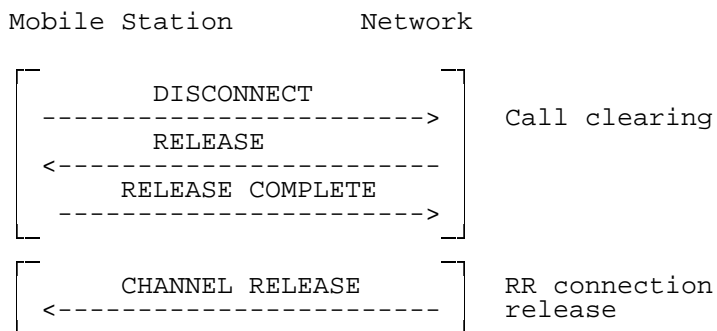 Mobile Station Network
DISCONNECT
------------------------> Call clearing
RELEASE
<------------------------
RELEASE COMPLETE
----------------------->
CHANNEL RELEASE RR connection
<------------------------ release